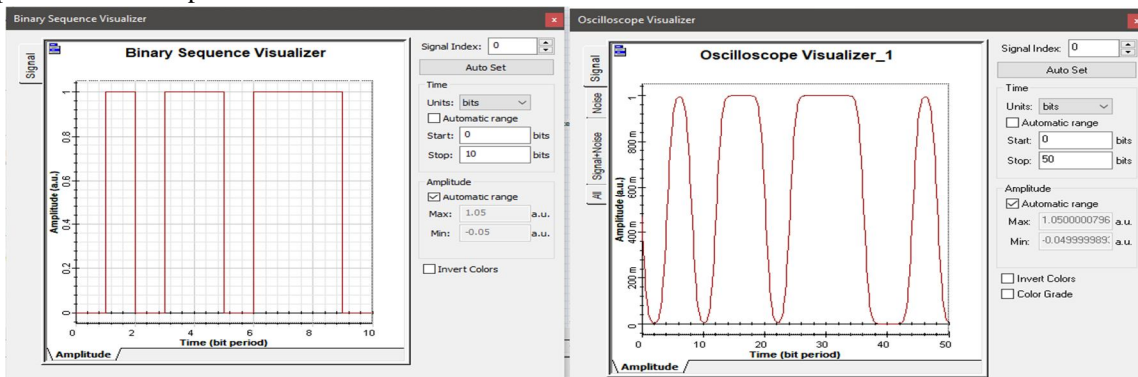 Binary Sequence Visualizer
Signal
Binary Sequence Visualizer
Amplitude (a.u.)
1
0.8
0.6
0.4
0.2
0
0 2 4 6 8 10
Time (bit period)
Amplitude
Signal Index: 0
Auto Set
Time
Units: bits
Automatic range
Start: 0 bits
Stop: 10 bits
Amplitude
Automatic range
Max: 1.05 a.u.
Min: -0.05 a.u.
Invert Colors
Oscilloscope Visualizer
Signal
Noise
Signal+Noise
All
Oscilloscope Visualizer_1
Amplitude (a.u.)
1
800 m
600 m
400 m
200 m
0
0 10 20 30 40 50
Time (bit period)
Amplitude
Signal Index: 0
Auto Set
Time
Units: bits
Automatic range
Start: 0 bits
Stop: 50 bits
Amplitude
Automatic range
Max: 1.0500000796 a.u.
Min: a.u.
Invert Colors
Color Grade